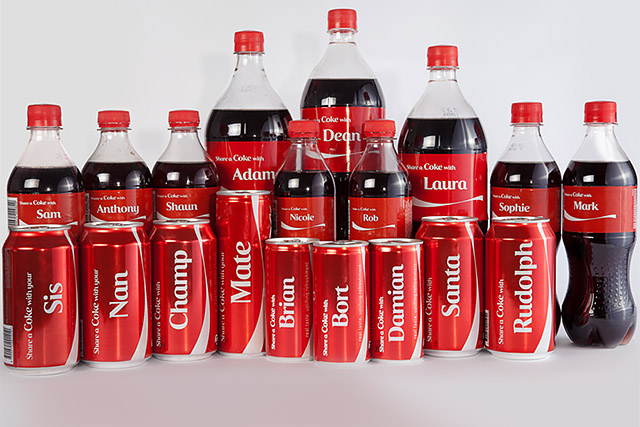 Share a Coke with
Dean
Share a Coke with
Adam
Share a Coke with
Laura
Share a Coke with
Sam
Share a Coke with
Anthony
Share a Coke with
Shaun
Share a Coke with
Nicole
Share a Coke with
Rob
Share a Coke with
Sophie
Share a Coke with
Mark
Share a Coke with your
Sis
Share a Coke with your
Nan
Share a Coke with
Champ
Mate
Share a Coke with
Brian
Share a Coke with
Bort
Share a Coke with
Damian
Share a Coke with
Santa
Share a Coke with
Rudolph